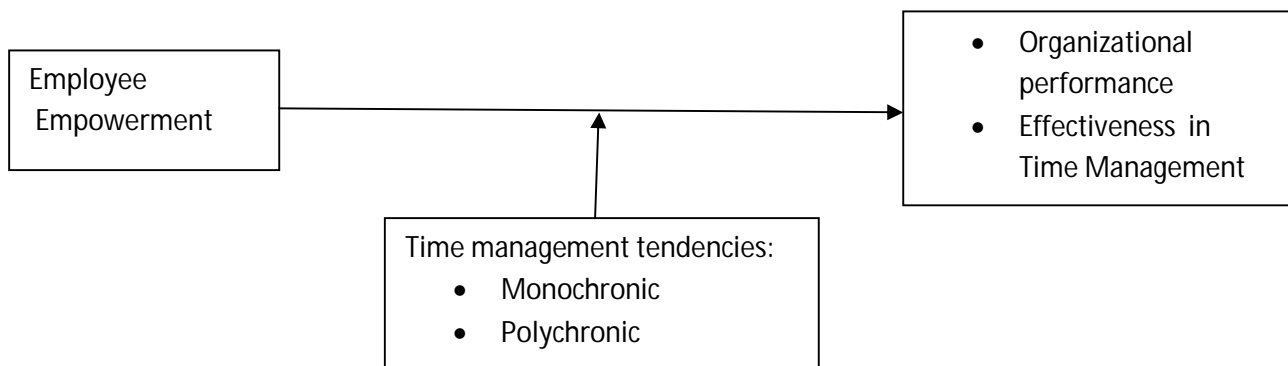 Employee
Empowerment
• Organizational
performance
• Effectiveness in
Time Management
Time management tendencies:
• Monochronic
• Polychronic